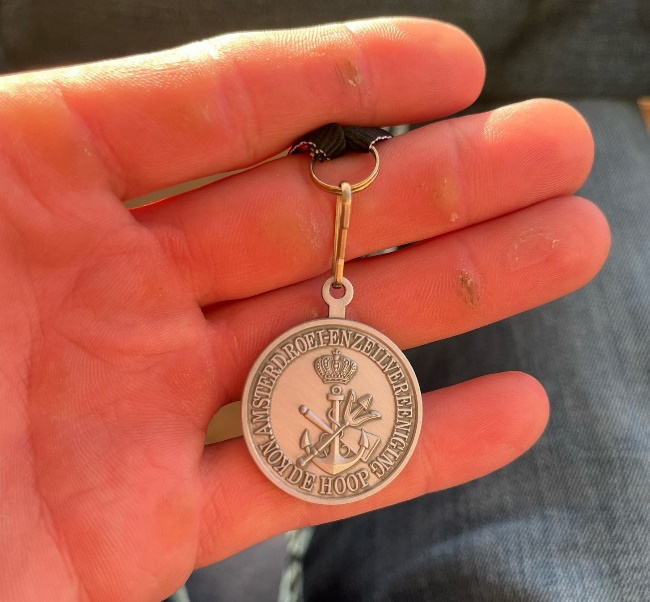 KON. AMSTERD. ROEI- EN ZEILVEREENIGING
DE HOOP